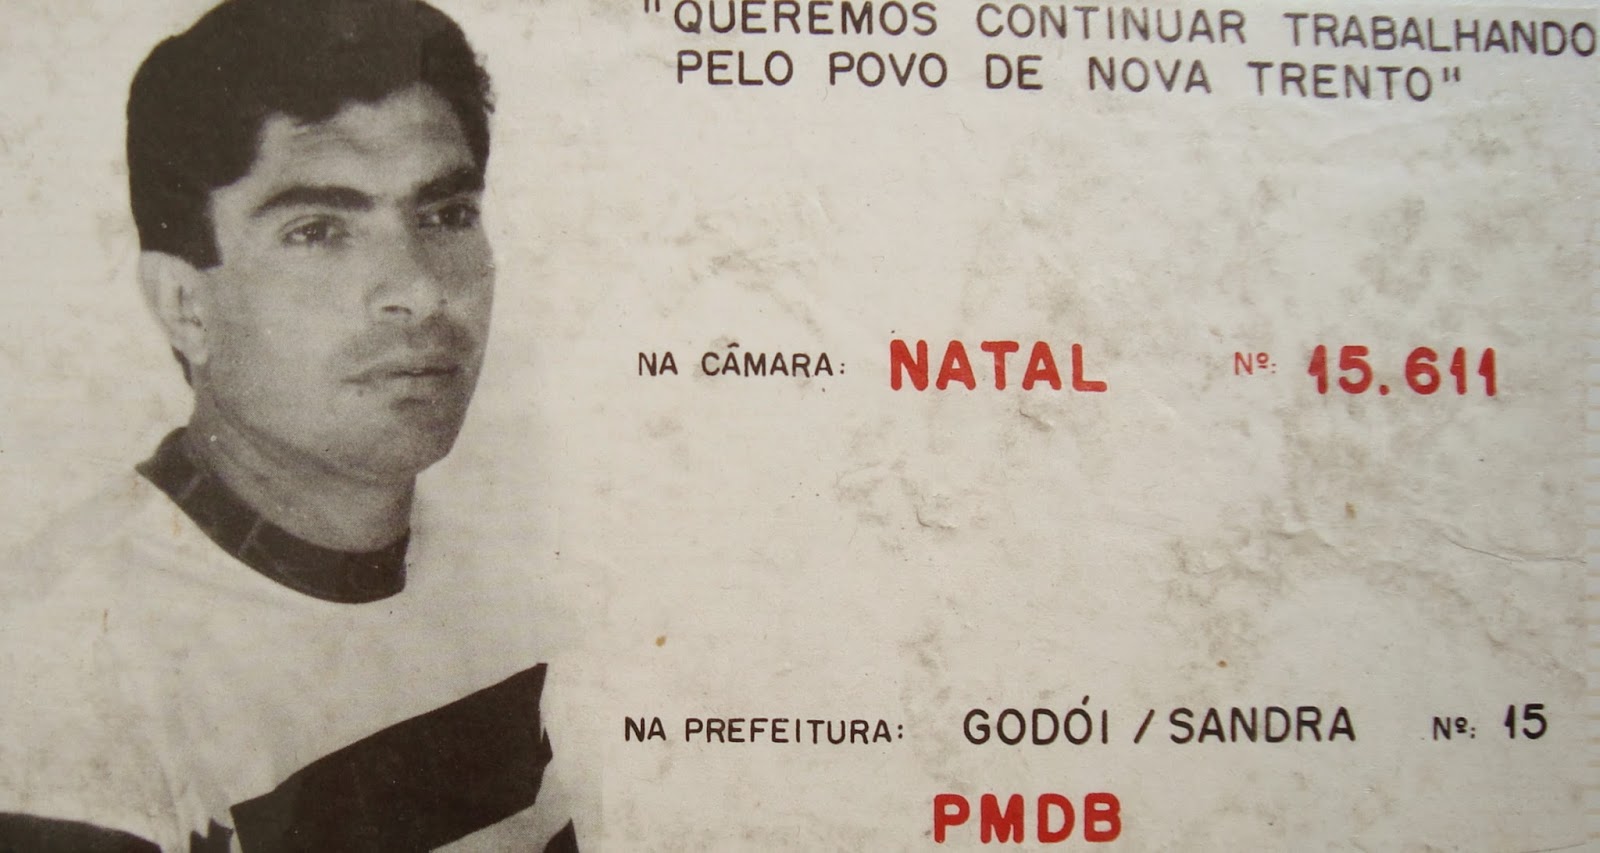 "QUEREMOS CONTINUAR TRABALHANDO
PELO POVO DE NOVA TRENTO"
NA CÂMARA: NATAL Nº: 15.611
NA PREFEITURA: GODÓI / SANDRA Nº: 15
PMDB